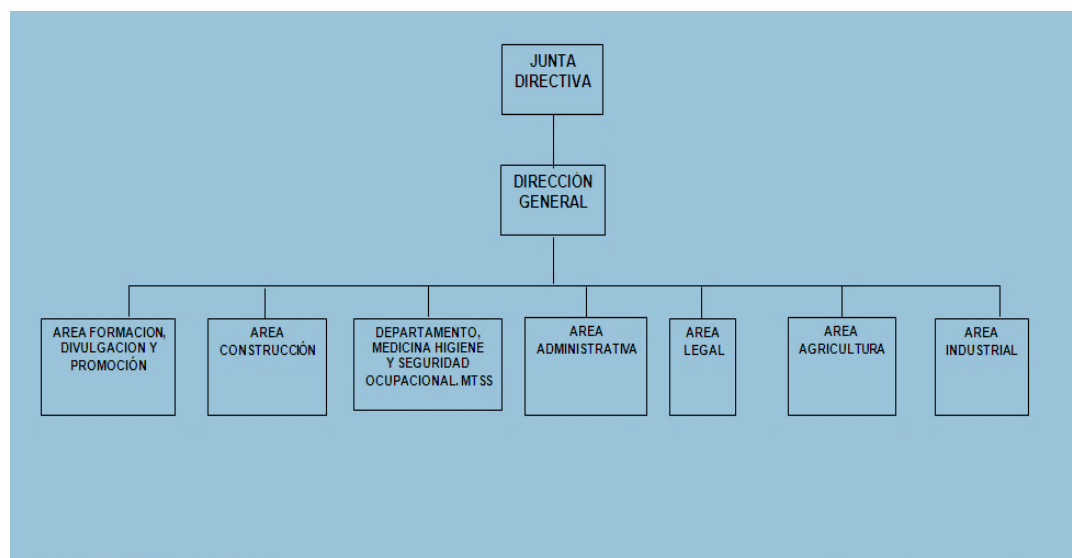 JUNTA
DIRECTIVA
DIRECCIÓN
GENERAL
AREA FORMACION,
DIVULGACION Y
PROMOCIÓN
AREA
CONSTRUCCIÓN
DEPARTAMENTO,
MEDICINA HIGIENE
Y SEGURIDAD
OCUPACIONAL. MTSS
AREA
ADMINISTRATIVA
AREA
LEGAL
AREA
AGRICULTURA
AREA
INDUSTRIAL